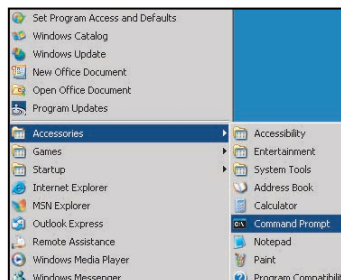 Set Program Access and Defaults
Windows Catalog
Windows Update
New Office Document
Open Office Document
Program Updates
Accessories
Games
Startup
Internet Explorer
MSN Explorer
Outlook Express
Remote Assistance
Windows Media Player
Windows Messenger
Accessibility
Entertainment
System Tools
Address Book
Calculator
Command Prompt
Notepad
Paint
Program Compatibili